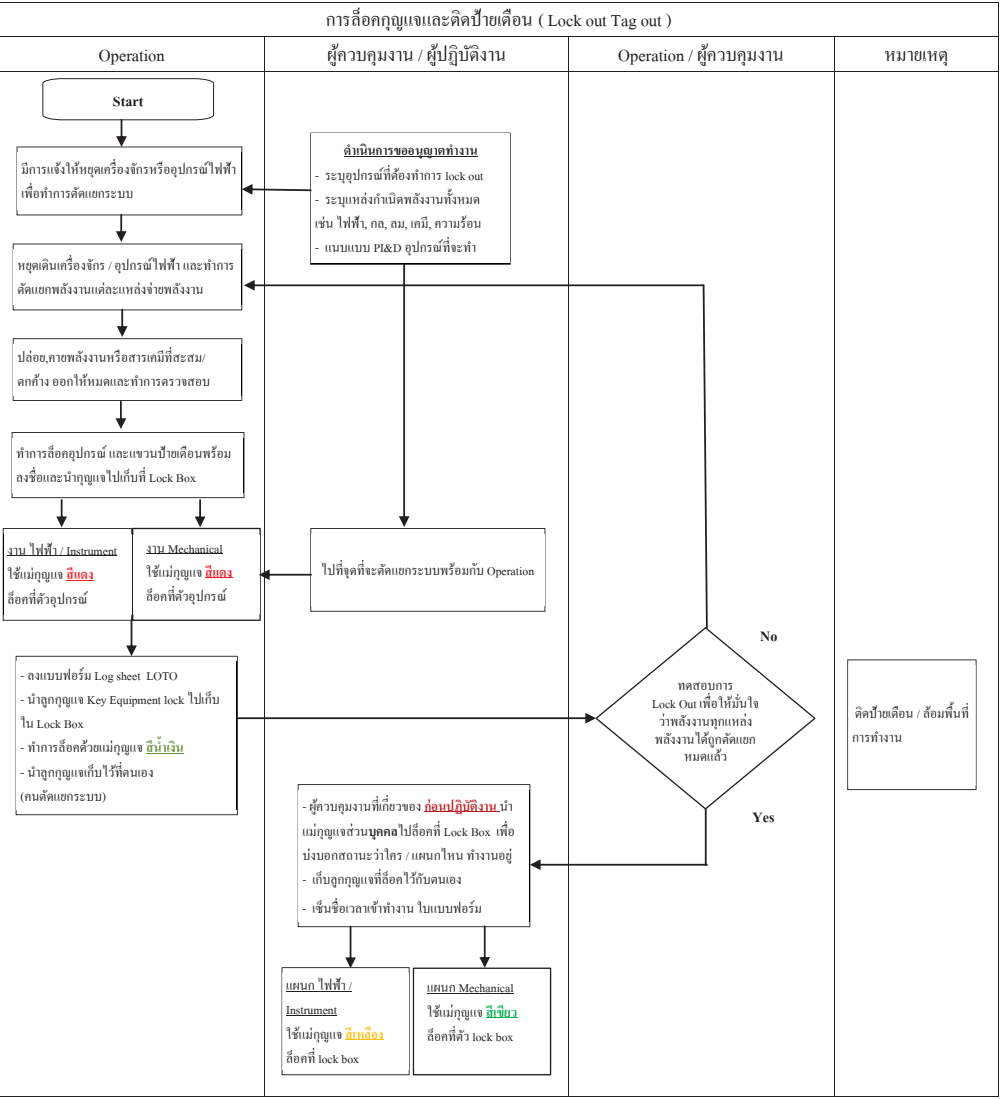 การล็อคกุญแจและติดป้ายเตือน ( Lock out Tag out )
Operation
ผู้ควบคุมงาน / ผู้ปฏิบัติงาน
Operation / ผู้ควบคุมงาน
หมายเหตุ
Start
มีการแจ้งให้หยุดเครื่องจักรหรืออุปกรณ์ไฟฟ้า
เพื่อทำการตัดแยกระบบ
ดำเนินการขออนุญาตทำงาน
- ระบุอุปกรณ์ที่ต้องทำการ lock out
- ระบุแหล่งกำเนิดพลังงานทั้งหมด
เช่น ไฟฟ้า, กล, ลม, เคมี, ความร้อน
- แนบแบบ PI&D อุปกรณ์ที่จะทำ
หยุดเดินเครื่องจักร / อุปกรณ์ไฟฟ้า และทำการ
ตัดแยกพลังงานแต่ละแหล่งจ่ายพลังงาน
ปล่อย,คายพลังงานหรือสารเคมีที่สะสม/
ตกค้าง ออกให้หมดและทำการตรวจสอบ
ทำการล็อคอุปกรณ์ และแขวนป้ายเตือนพร้อม
ลงชื่อและนำกุญแจไปเก็บที่ Lock Box
งาน ไฟฟ้า / Instrument
ใช้แม่กุญแจ สีแดง
ล็อคที่ตัวอุปกรณ์
งาน Mechanical
ใช้แม่กุญแจ สีแดง
ล็อคที่ตัวอุปกรณ์
ไปที่จุดที่จะตัดแยกระบบพร้อมกับ Operation
- ลงแบบฟอร์ม Log sheet LOTO
- นำลูกกุญแจ Key Equipment lock ไปเก็บ
ใน Lock Box
- ทำการล็อคด้วยแม่กุญแจ สีน้ำเงิน
- นำลูกกุญแจเก็บไว้ที่ตนเอง
(คนตัดแยกระบบ)
No
ทดสอบการ
Lock Out เพื่อให้มั่นใจ
ว่าพลังงานทุกแหล่ง
พลังงานได้ถูกตัดแยก
หมดแล้ว
Yes
ติดป้ายเตือน / ล้อมพื้นที่
การทำงาน
- ผู้ควบคุมงานที่เกี่ยวของ ก่อนปฏิบัติงาน นำ
แม่กุญแจส่วนบุคคลไปล็อคที่ Lock Box เพื่อ
บ่งบอกสถานะว่าใคร / แผนกไหน ทำงานอยู่
- เก็บลูกกุญแจที่ล็อคไว้กับตนเอง
- เซ็นชื่อเวลาเข้าทำงาน ใบแบบฟอร์ม
แผนก ไฟฟ้า /
Instrument
ใช้แม่กุญแจ สีเหลือง
ล็อคที่ lock box
แผนก Mechanical
ใช้แม่กุญแจ สีเขียว
ล็อคที่ตัว lock box